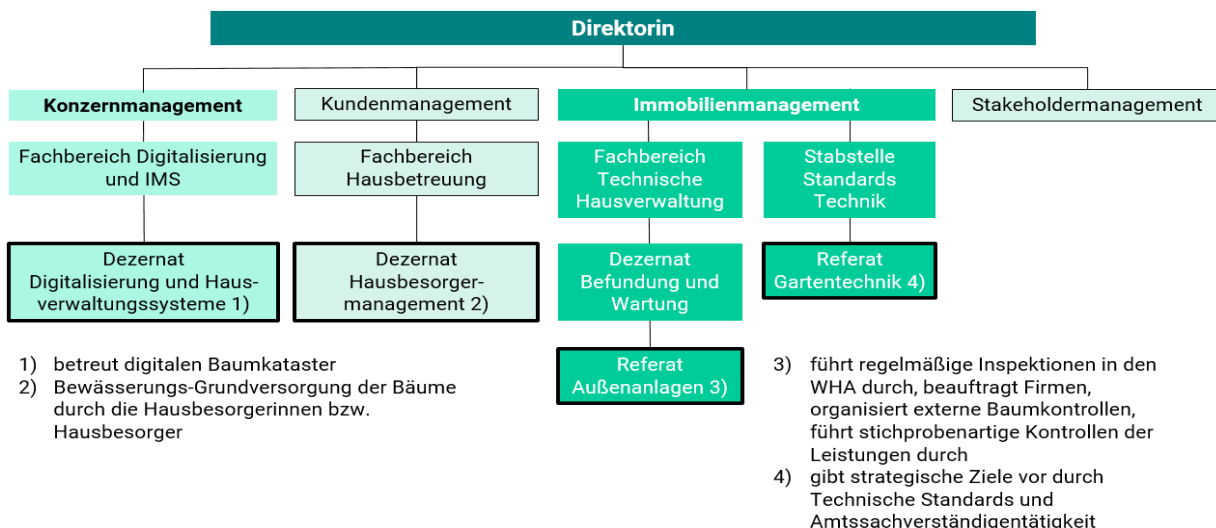 Direktorin
Konzernmanagement
Kundenmanagement
Immobilienmanagement
Stakeholdermanagement
Fachbereich Digitalisierung
und IMS
Fachbereich
Hausbetreuung
Fachbereich
Technische
Hausverwaltung
Stabstelle
Standards
Technik
Dezernat
Digitalisierung und Haus-
verwaltungssysteme 1)
Dezernat
Hausbesorger-
management 2)
Dezernat
Befundung und
Wartung
Referat
Gartentechnik 4)
Referat
Außenanlagen 3)
1) betreut digitalen Baumkataster
2) Bewässerungs-Grundversorgung der Bäume
durch die Hausbesorgerinnen bzw.
Hausbesorger
3) führt regelmäßige Inspektionen in den
WHA durch, beauftragt Firmen,
organisiert externe Baumkontrollen,
führt stichprobenartige Kontrollen der
Leistungen durch
4) gibt strategische Ziele vor durch
Technische Standards und
Amtssachverständigentätigkeit